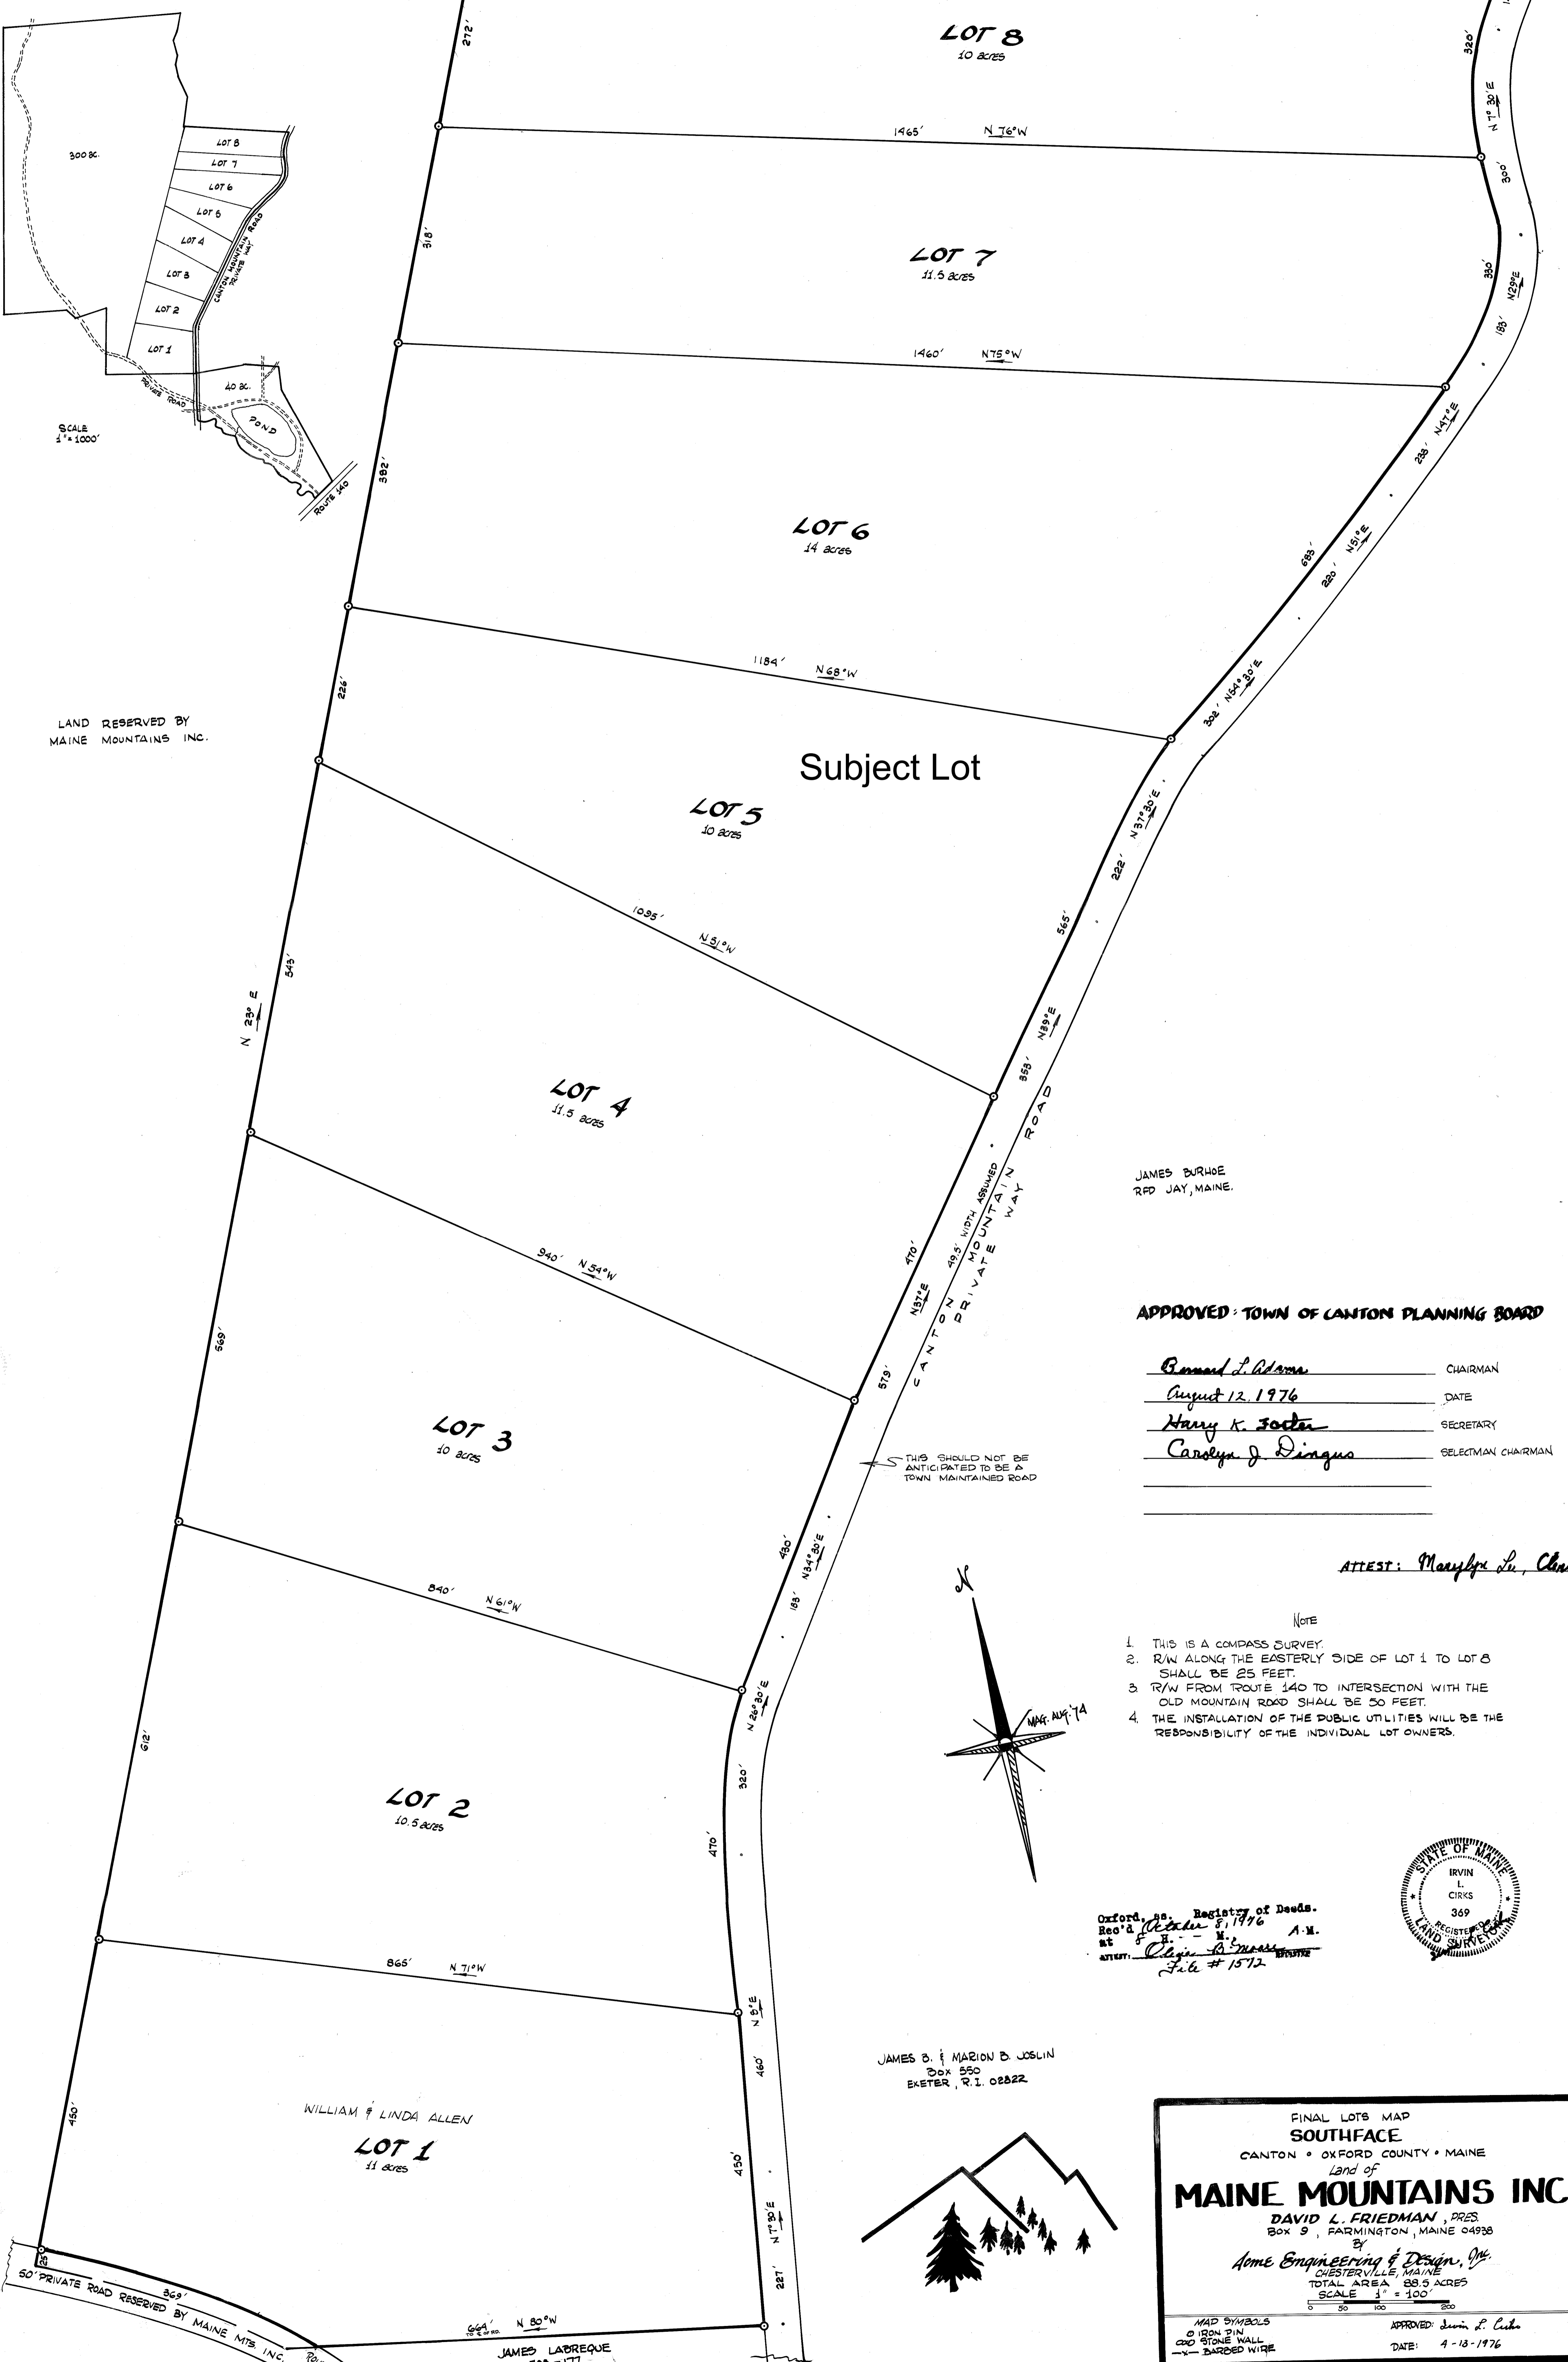 272'
LOT 8
10 acres
320'
N 7° 30' E
1465' N 76° W
300'
300 ac.
LOT 8
LOT 7
LOT 6
LOT 5
LOT 4
LOT 3
LOT 2
LOT 1
CANTON MOUNTAIN ROAD
PRIVATE WAY
PRIVATE ROAD
40 ac.
POND
ROUTE 140
SCALE
1" = 1000'
318'
LOT 7
11.5 acres
330'
N 29° E
183'
1460' N 75° W
382'
N 47° E
233'
LOT 6
14 acres
683'
N 51° E
220'
1184' N 68° W
N 54° 30' E
302'
226'
LAND RESERVED BY
MAINE MOUNTAINS INC.
Subject Lot
LOT 5
10 acres
N 37° 30' E
222'
565'
1095'
N 51° W
543'
N 23° E
N 39° E
353'
LOT 4
11.5 acres
CANTON MOUNTAIN ROAD
PRIVATE WAY
49.5' WIDTH ASSUMED
JAMES BURHOE
RFD JAY, MAINE.
470'
N 37° E
940' N 54° W
569'
579'
APPROVED: TOWN OF CANTON PLANNING BOARD
Bernard L. Adams CHAIRMAN
August 12, 1976 DATE
Harry K. Foster SECRETARY
Carolyn J. Dingus SELECTMAN CHAIRMAN
LOT 3
10 acres
THIS SHOULD NOT BE
ANTICIPATED TO BE A
TOWN MAINTAINED ROAD
430'
N 34° 30' E
183'
ATTEST: Marylyn Lee,
840' N 61° W
N
MAG. AUG. '74
NOTE
1. THIS IS A COMPASS SURVEY.
2. R/W ALONG THE EASTERLY SIDE OF LOT 1 TO LOT 8
SHALL BE 25 FEET.
3. R/W FROM ROUTE 140 TO INTERSECTION WITH THE
OLD MOUNTAIN ROAD SHALL BE 50 FEET.
4. THE INSTALLATION OF THE PUBLIC UTILITIES WILL BE THE
RESPONSIBILITY OF THE INDIVIDUAL LOT OWNERS.
N 26° 30' E
320'
612'
LOT 2
10.5 acres
470'
STATE OF MAINE
IRVIN
L.
CIRKS
369
REGISTERED
LAND SURVEYOR
Oxford, ss. Registry of Deeds.
Rec'd October 8, 1976
at 8 H. - - M., A.M.
ATTEST:
File # 1572
865' N 71° W
N 9° E
460'
JAMES B. & MARION B. JOSLIN
BOX 550
EXETER, R.I. 02822
WILLIAM & LINDA ALLEN
LOT 1
11 acres
450'
450'
N 7° 30' E
227'
25'
369'
50' PRIVATE ROAD RESERVED BY MAINE MTS. INC.
664' N 80° W
JAMES LABREQUE
FINAL LOTS MAP
SOUTHFACE
CANTON • OXFORD COUNTY • MAINE
Land of
MAINE MOUNTAINS INC
DAVID L. FRIEDMAN, PRES.
BOX 9, FARMINGTON, MAINE 04938
BY
Acme Engineering & Design, Inc.
CHESTERVILLE, MAINE
TOTAL AREA 88.5 ACRES
SCALE 1" = 100'
0 50 100 200
MAP SYMBOLS
O IRON PIN
STONE WALL
—x— BARBED WIRE
APPROVED: Irvin L. Cirks
DATE: 4-13-1976